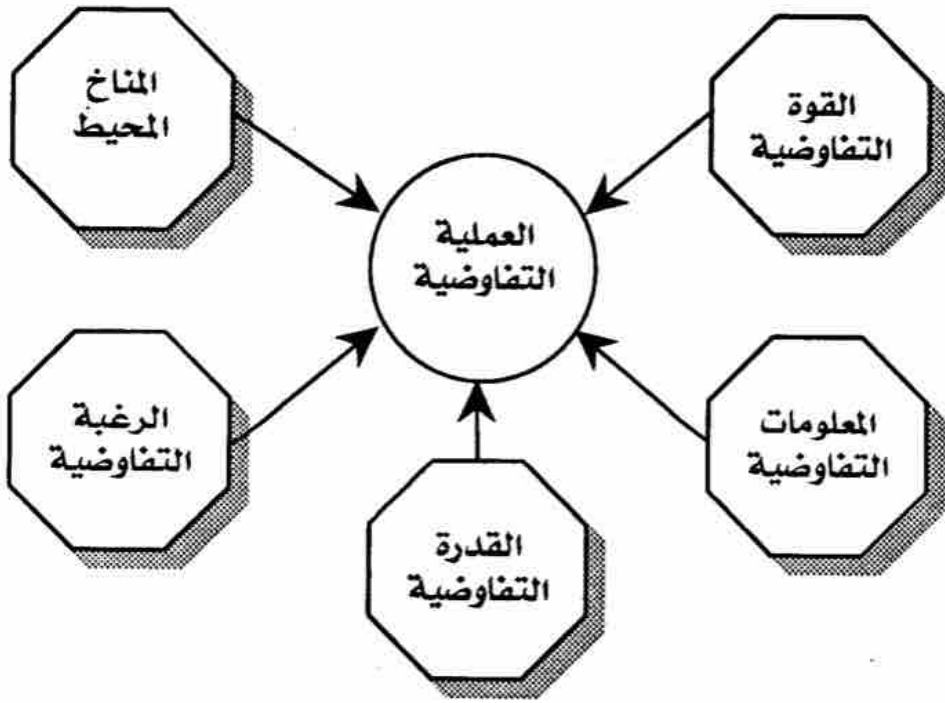 القوة
التفاوضية
المناخ
المحيط
العملية
التفاوضية
المعلومات
التفاوضية
الرغبة
التفاوضية
القدرة
التفاوضية